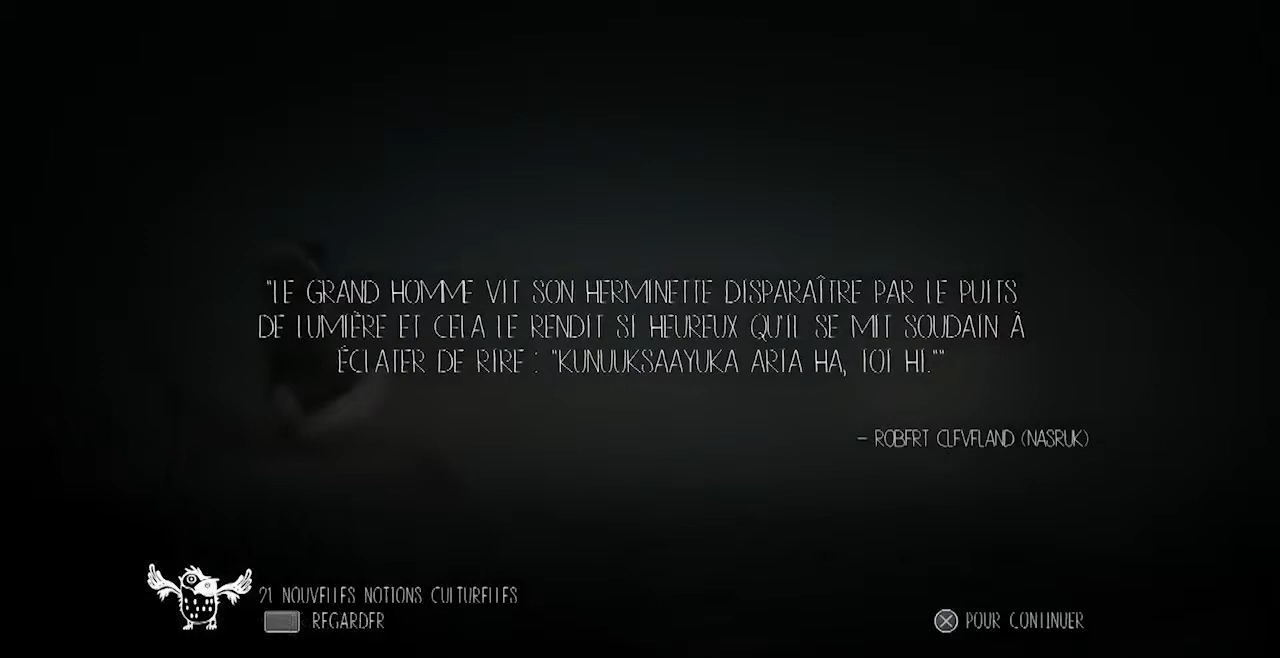 "LE GRAND HOMME VIT SON HERMINETTE DISPARAÎTRE PAR LE PUITS
DE LUMIÈRE ET CELA LE RENDIT SI HEUREUX QU'IL SE MIT SOUDAIN À
ÉCLATER DE RIRE : "KUNUUKSAAYUKA ARIA HA, IOI HI.""
– ROBERT CLEVELAND (NASRUK)
21 NOUVELLES NOTIONS CULTURELLES
REGARDER
POUR CONTINUER